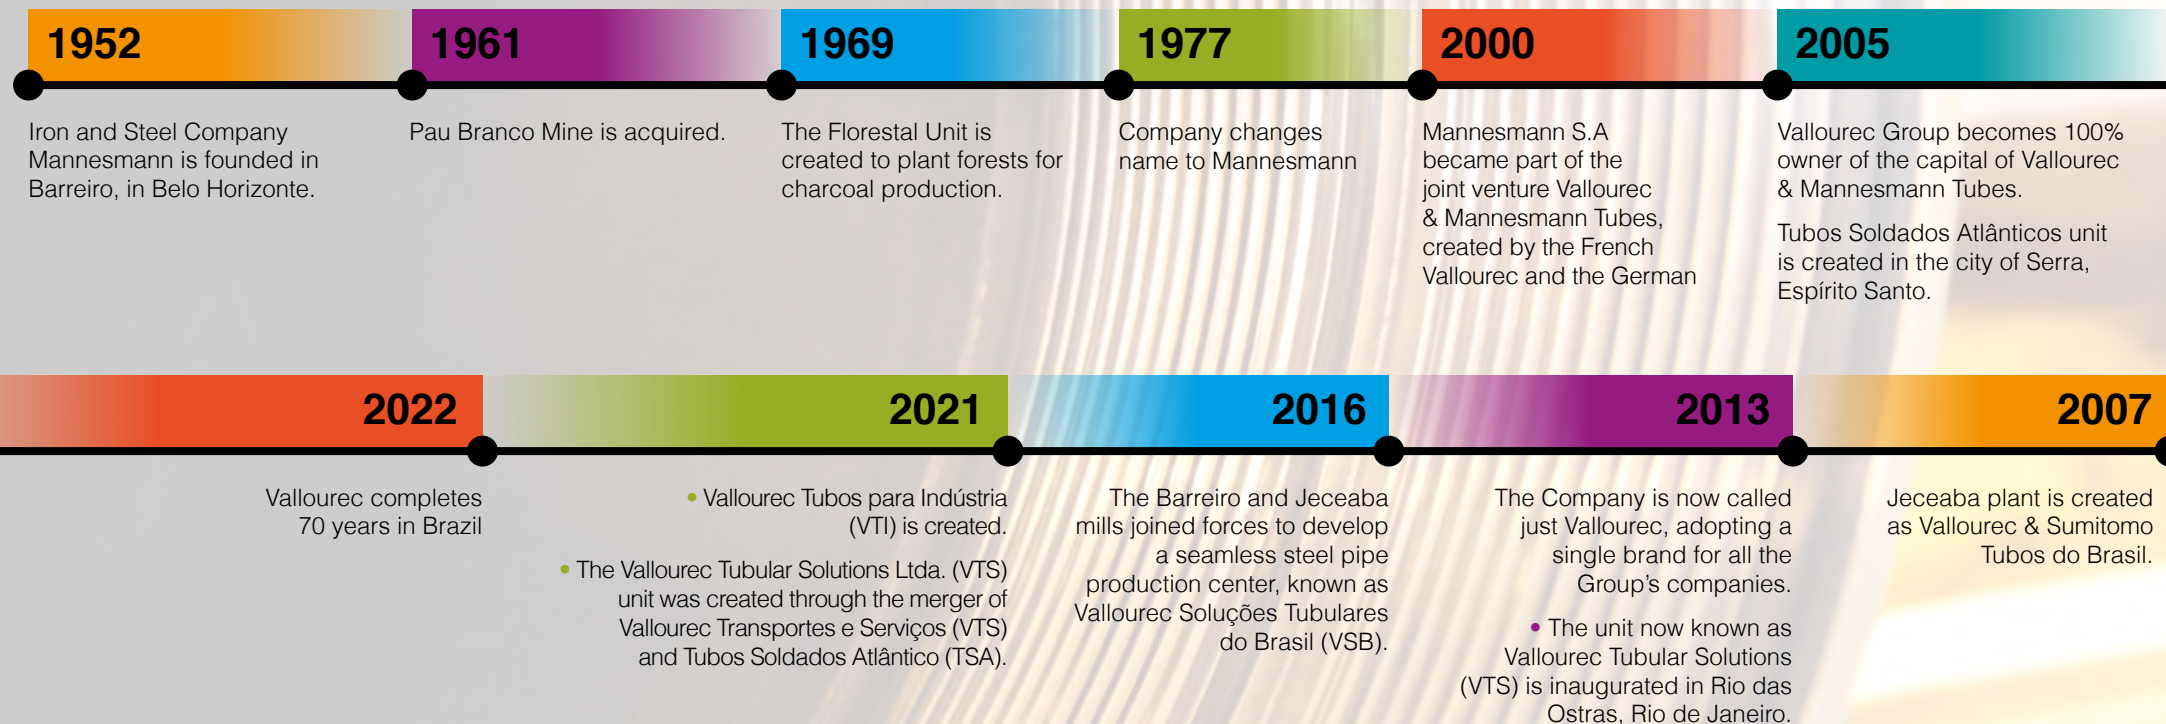 1952
Iron and Steel Company
Mannesmann is founded in
Barreiro, in Belo Horizonte.
1961
Pau Branco Mine is acquired.
1969
The Florestal Unit is
created to plant forests for
charcoal production.
1977
Company changes
name to Mannesmann
2000
Mannesmann S.A
became part of the
joint venture Vallourec
& Mannesmann Tubes,
created by the French
Vallourec and the German
2005
Vallourec Group becomes 100%
owner of the capital of Vallourec
& Mannesmann Tubes.
Tubos Soldados Atlânticos unit
is created in the city of Serra,
Espírito Santo.
2022
Vallourec completes
70 years in Brazil
2021
• Vallourec Tubos para Indústria
(VTI) is created.
• The Vallourec Tubular Solutions Ltda. (VTS)
unit was created through the merger of
Vallourec Transportes e Serviços (VTS)
and Tubos Soldados Atlântico (TSA).
2016
The Barreiro and Jeceaba
mills joined forces to develop
a seamless steel pipe
production center, known as
Vallourec Soluções Tubulares
do Brasil (VSB).
2013
The Company is now called
just Vallourec, adopting a
single brand for all the
Group's companies.
• The unit now known as
Vallourec Tubular Solutions
(VTS) is inaugurated in Rio das
Ostras, Rio de Janeiro.
2007
Jeceaba plant is created
as Vallourec & Sumitomo
Tubos do Brasil.